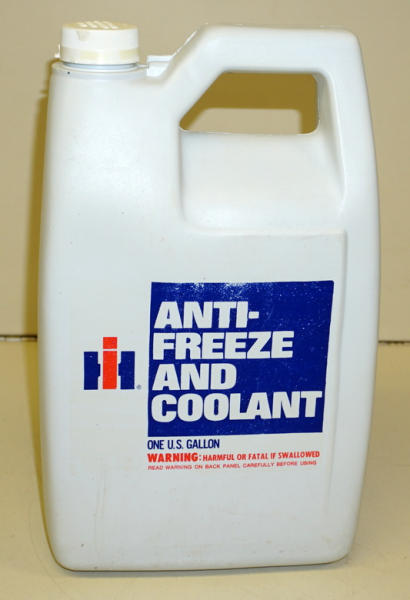 ANTI-
FREEZE
AND
COOLANT
IH®
ONE U.S. GALLON
WARNING: HARMFUL OR FATAL IF SWALLOWED
READ WARNING ON BACK PANEL CAREFULLY BEFORE USING